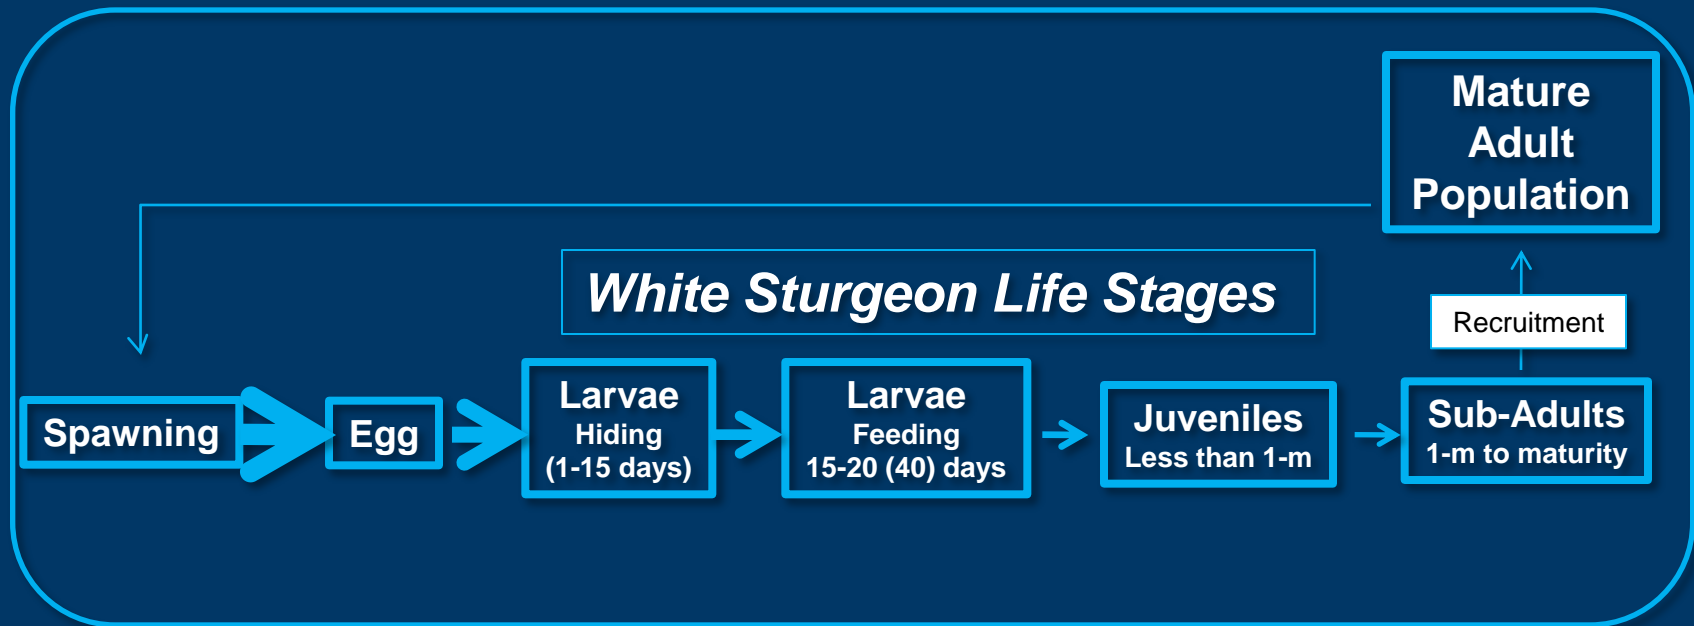 Mature
Adult
Population
White Sturgeon Life Stages
Recruitment
Spawning
Egg
Larvae
Hiding
(1-15 days)
Larvae
Feeding
15-20 (40) days
Juveniles
Less than 1-m
Sub-Adults
1-m to maturity